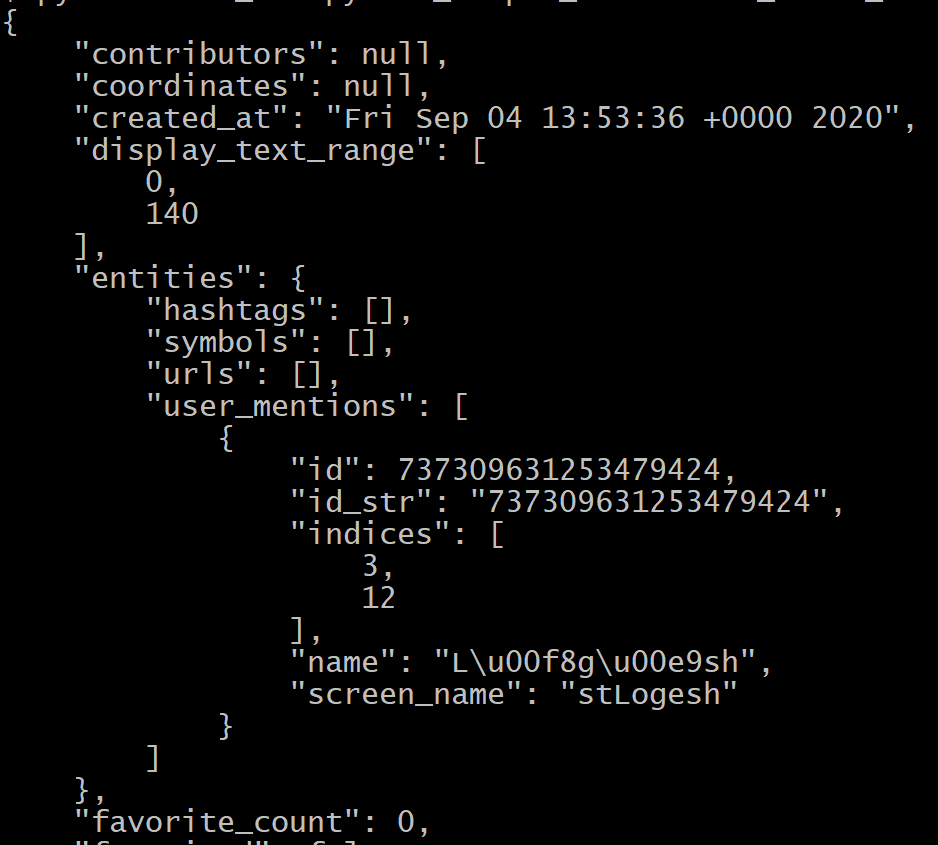 {
    "contributors": null,
    "coordinates": null,
    "created_at": "Fri Sep 04 13:53:36 +0000 2020",
    "display_text_range": [
        0,
        140
    ],
    "entities": {
        "hashtags": [],
        "symbols": [],
        "urls": [],
        "user_mentions": [
            {
                "id": 737309631253479424,
                "id_str": "737309631253479424",
                "indices": [
                    3,
                    12
                ],
                "name": "L\u00f8g\u00e9sh",
                "screen_name": "stLogesh"
            }
        ]
    },
    "favorite_count": 0,